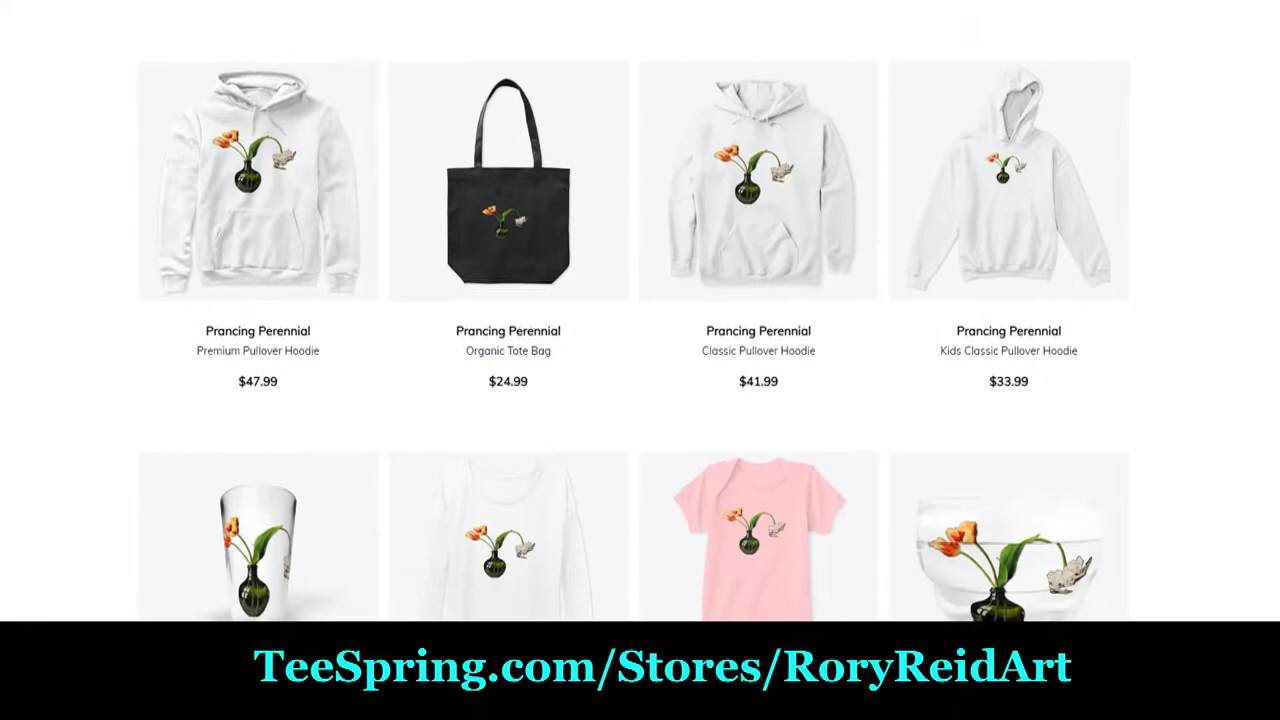 Prancing Perennial
Premium Pullover Hoodie
$47.99
Prancing Perennial
Organic Tote Bag
$24.99
Prancing Perennial
Classic Pullover Hoodie
$41.99
Prancing Perennial
Kids Classic Pullover Hoodie
$33.99
TeeSpring.com/Stores/RoryReidArt